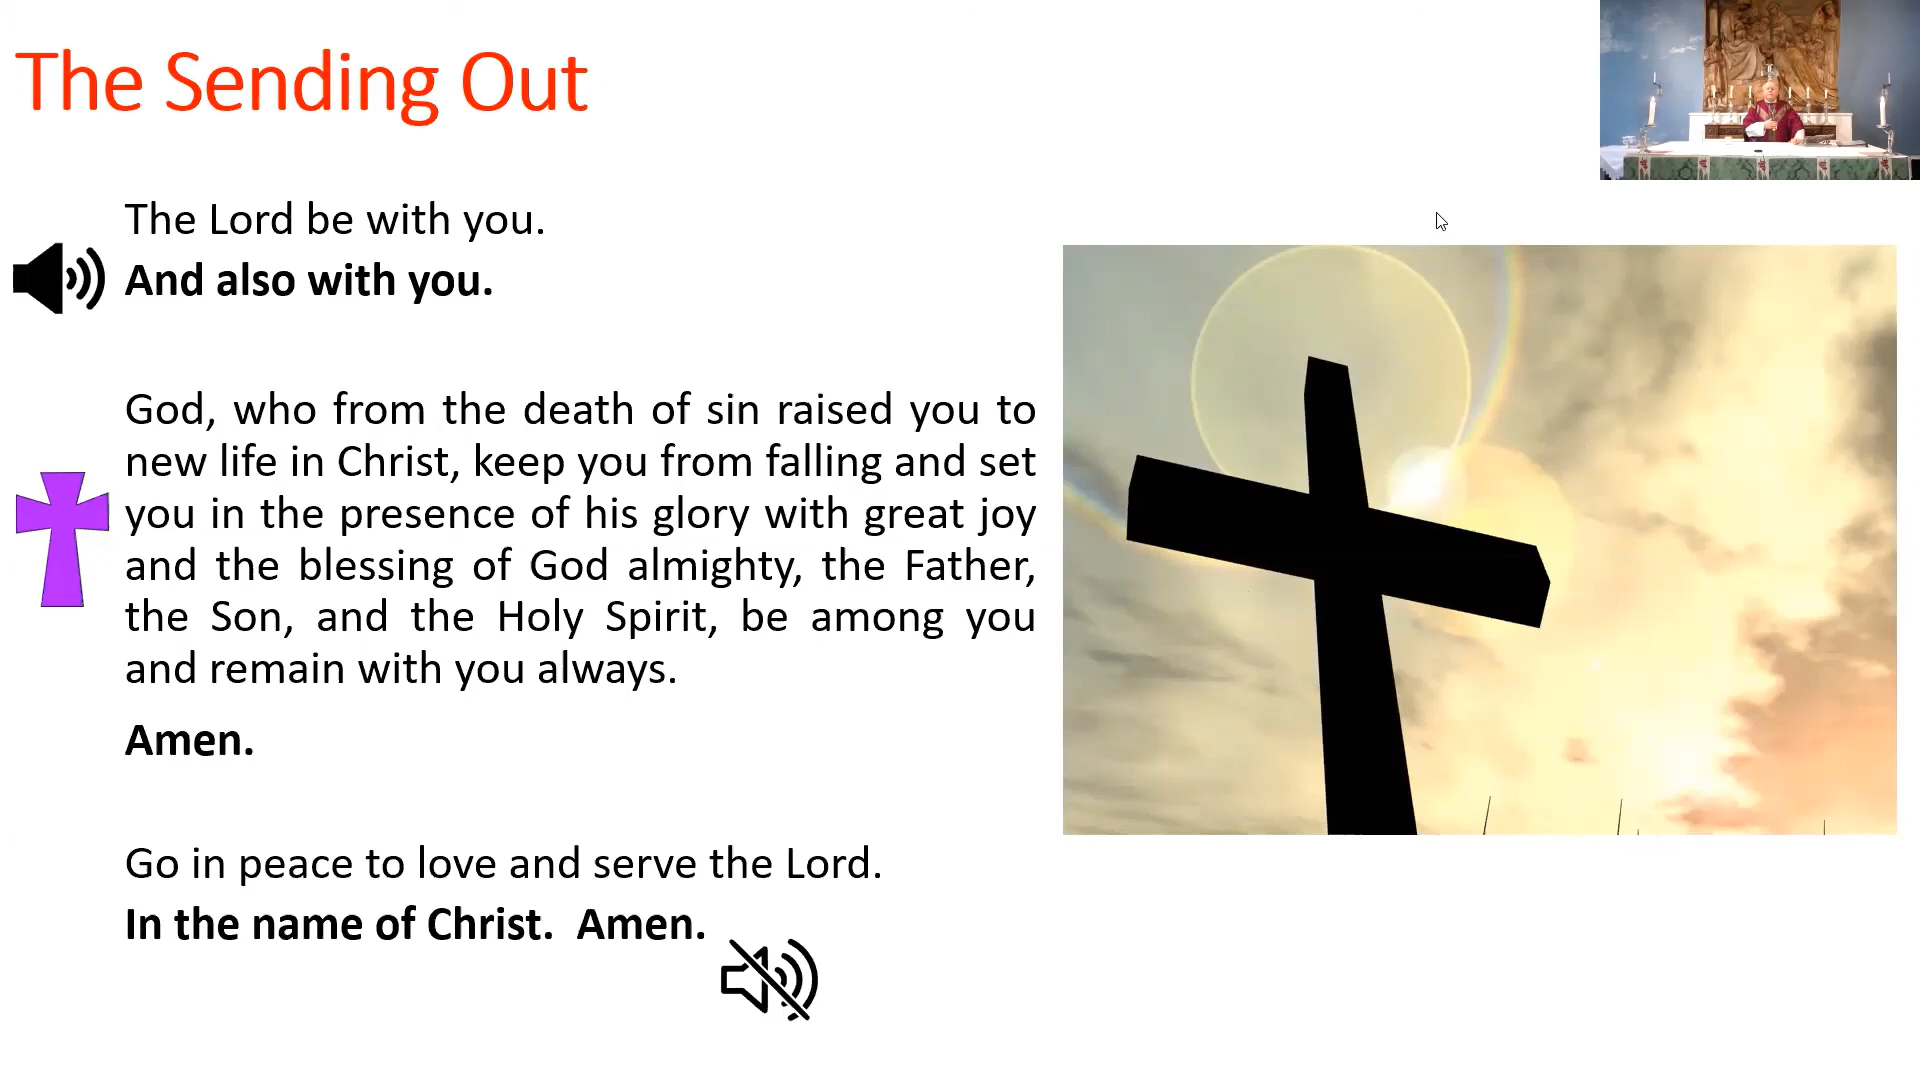 The Sending Out
The Lord be with you.
And also with you.
God, who from the death of sin raised you to
new life in Christ, keep you from falling and set
you in the presence of his glory with great joy
and the blessing of God almighty, the Father,
the Son, and the Holy Spirit, be among you
and remain with you always.
Amen.
Go in peace to love and serve the Lord.
In the name of Christ.  Amen.